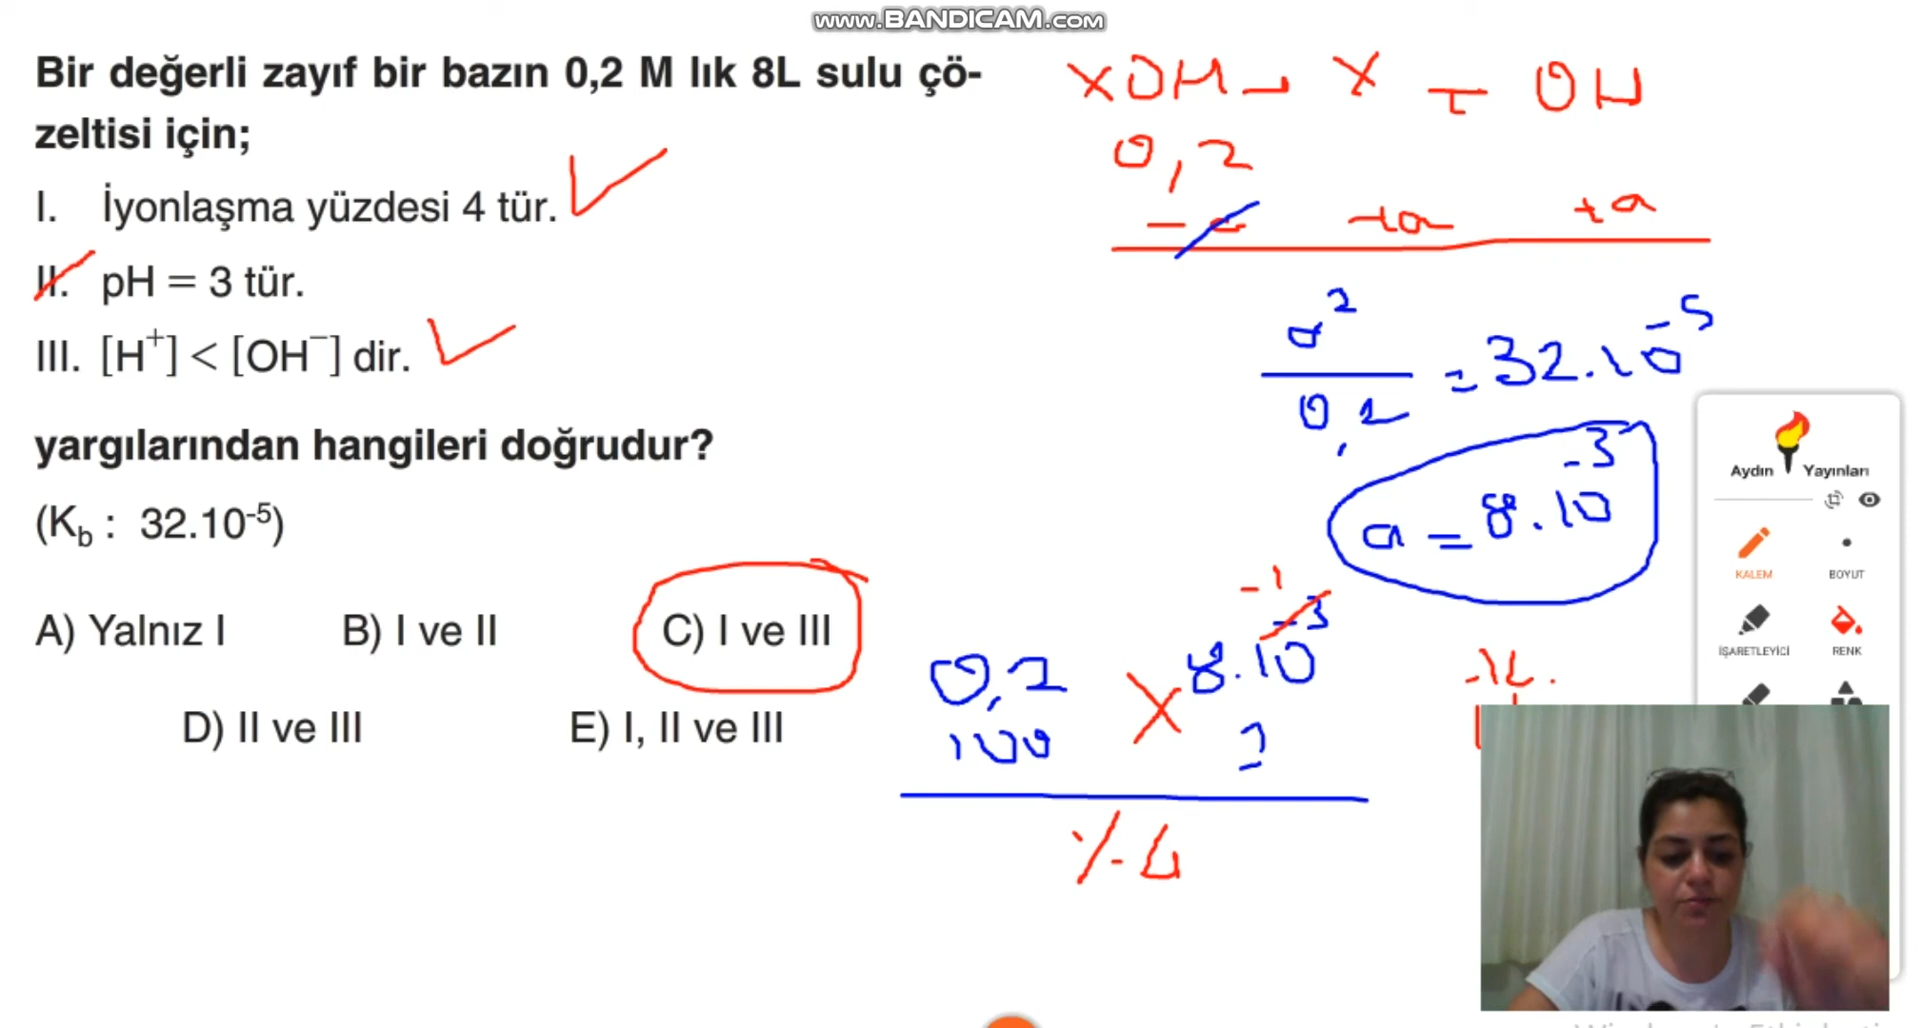 www.BANDICAM.com
Bir değerli zayıf bir bazın 0,2 M lık 8L sulu çö-
zeltisi için;
I. İyonlaşma yüzdesi 4 tür.
II. pH = 3 tür.
III. [H⁺] < [OH⁻] dir.
yargılarından hangileri doğrudur?
(K_b : 32.10⁻⁵)
A) Yalnız I
B) I ve II
C) I ve III
D) II ve III
E) I, II ve III
XOH → X + OH
0,2
+a +a
a²
0,2
= 32.10⁻⁵
a = 8.10⁻³
-1
0,2 X 8.10⁻³
100 ?
% 4
Aydın Yayınları
KALEM
BOYUT
İŞARETLEYİCİ
RENK